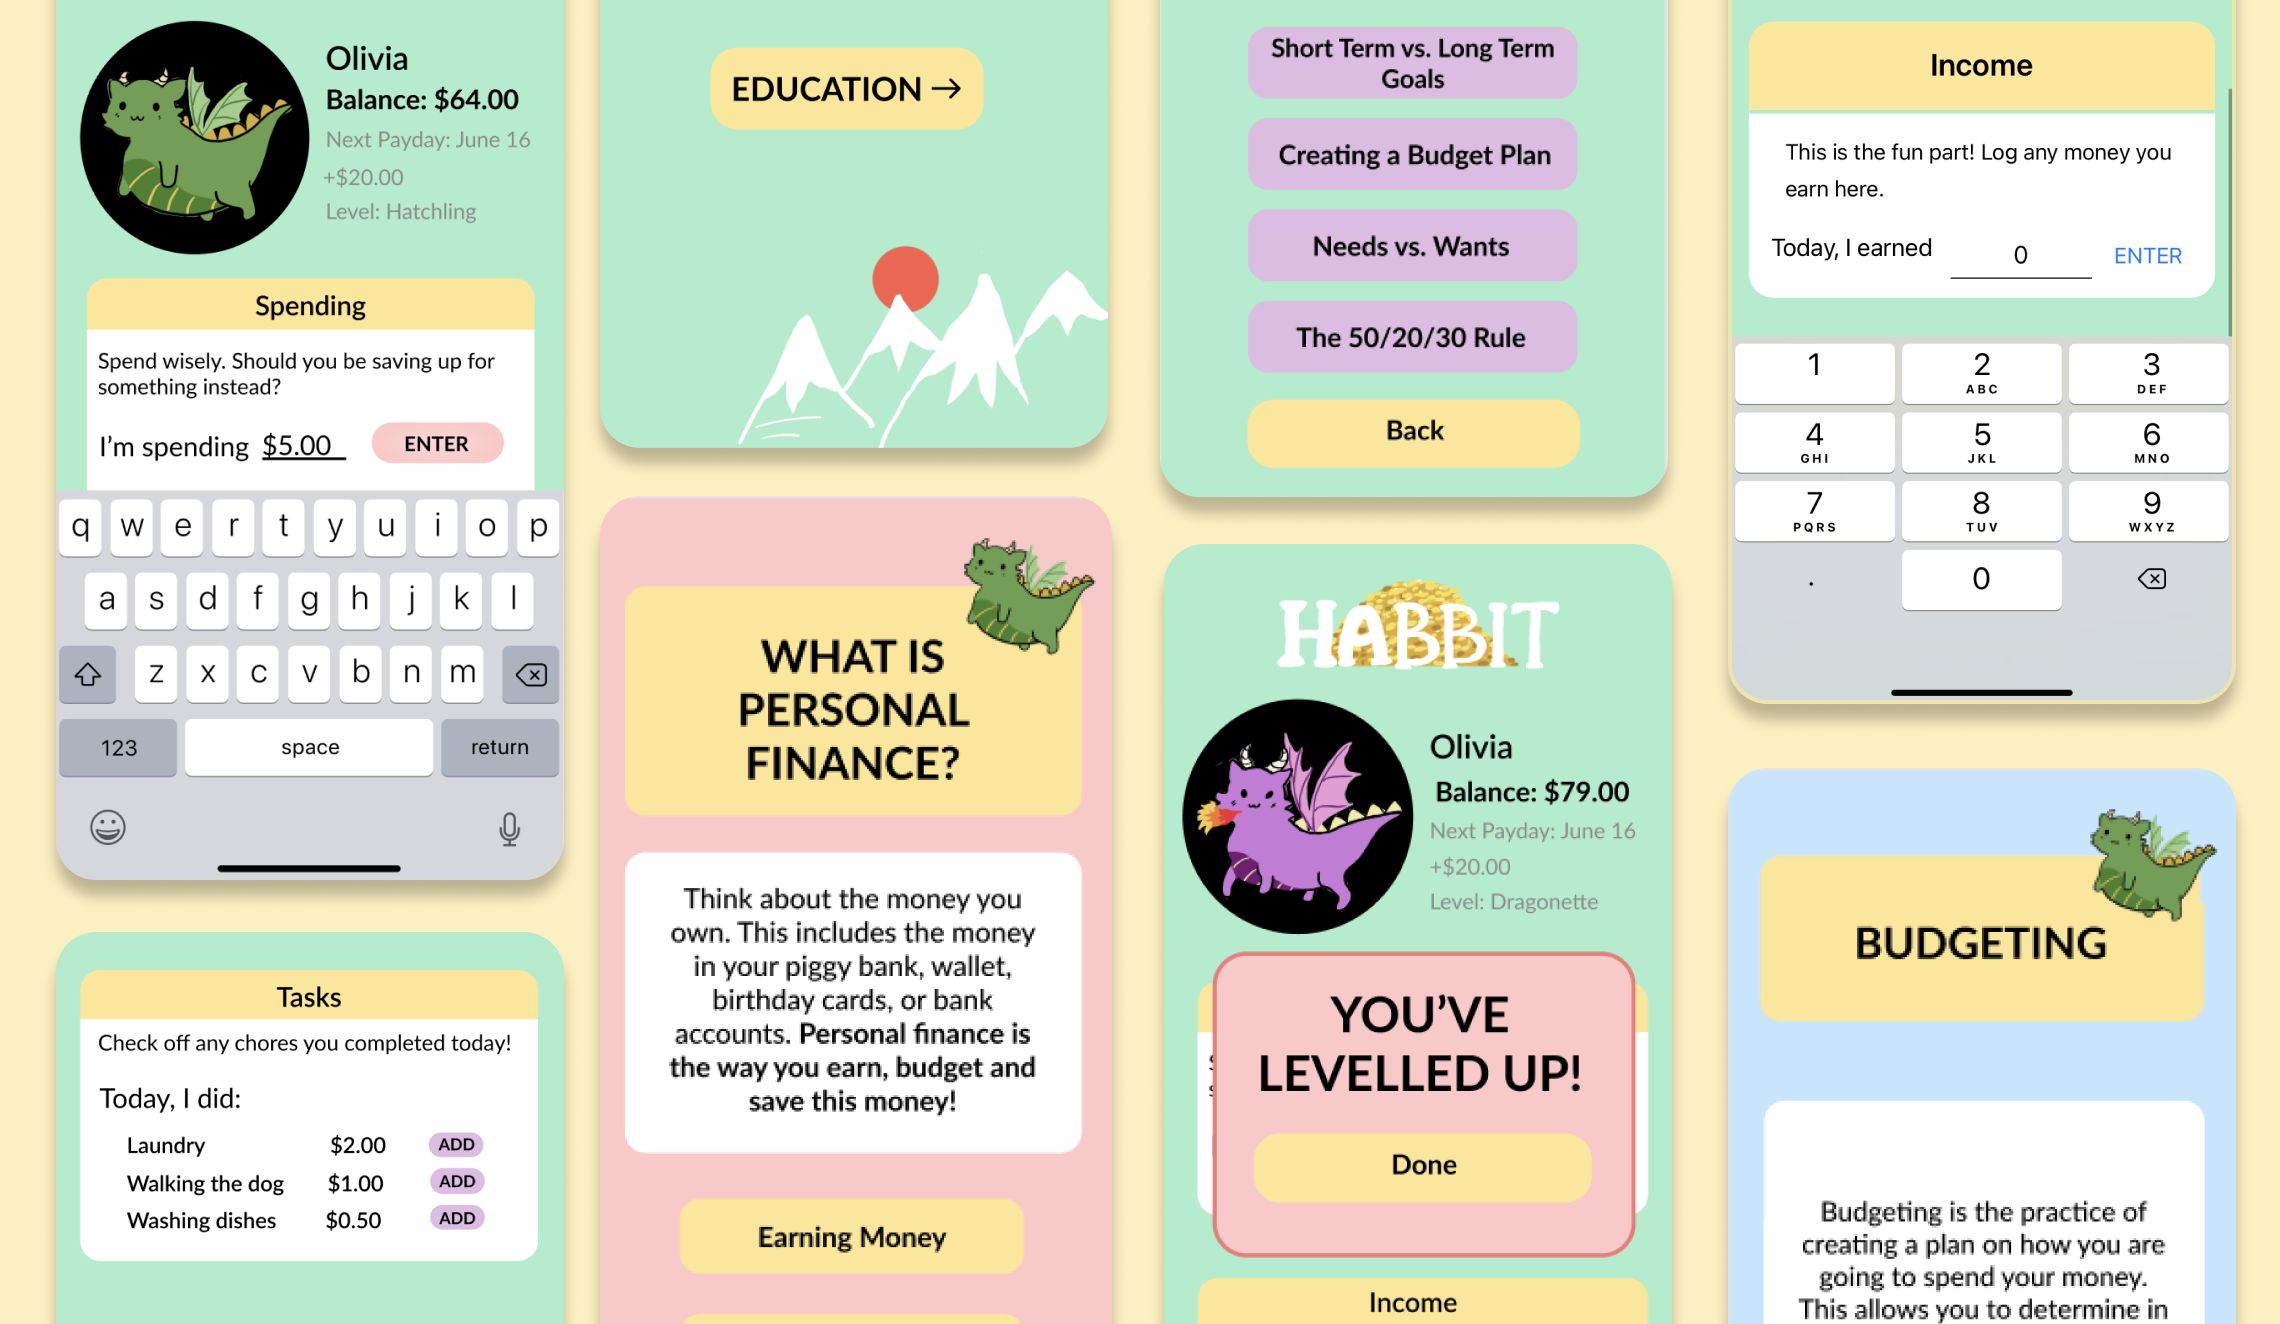 Olivia
Balance: $64.00
Next Payday: June 16
+$20.00
Level: Hatchling
Spending
Spend wisely. Should you be saving up for
something instead?
I'm spending $5.00 ENTER
q w e r t y u i o p
a s d f g h j k l
z x c v b n m
123 space return
Tasks
Check off any chores you completed today!
Today, I did:
Laundry $2.00 ADD
Walking the dog $1.00 ADD
Washing dishes $0.50 ADD
EDUCATION →
WHAT IS
PERSONAL
FINANCE?
Think about the money you
own. This includes the money
in your piggy bank, wallet,
birthday cards, or bank
accounts. Personal finance is
the way you earn, budget and
save this money!
Earning Money
Short Term vs. Long Term
Goals
Creating a Budget Plan
Needs vs. Wants
The 50/20/30 Rule
Back
HABBIT
Olivia
Balance: $79.00
Next Payday: June 16
+$20.00
Level: Dragonette
YOU'VE
LEVELLED UP!
Done
Income
Income
This is the fun part! Log any money you
earn here.
Today, I earned 0 ENTER
1 2 3
ABC DEF
4 5 6
GHI JKL MNO
7 8 9
PQRS TUV WXYZ
. 0
BUDGETING
Budgeting is the practice of
creating a plan on how you are
going to spend your money.
This allows you to determine in